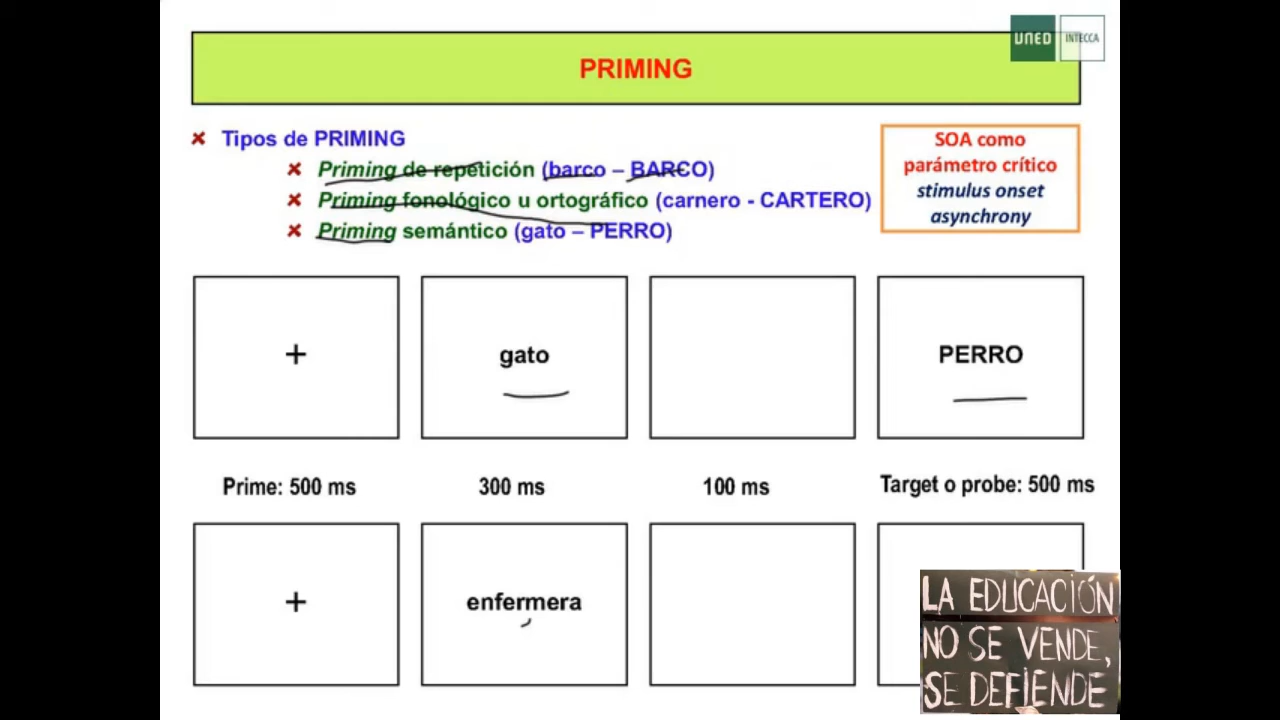 UNED INTECCA
PRIMING
Tipos de PRIMING
Priming de repetición (barco – BARCO)
Priming fonológico u ortográfico (carnero - CARTERO)
Priming semántico (gato – PERRO)
SOA como
parámetro crítico
stimulus onset
asynchrony
+
gato
PERRO
Prime: 500 ms
300 ms
100 ms
Target o probe: 500 ms
+
enfermera
LA EDUCACIÓN
NO SE VENDE,
SE DEFIENDE